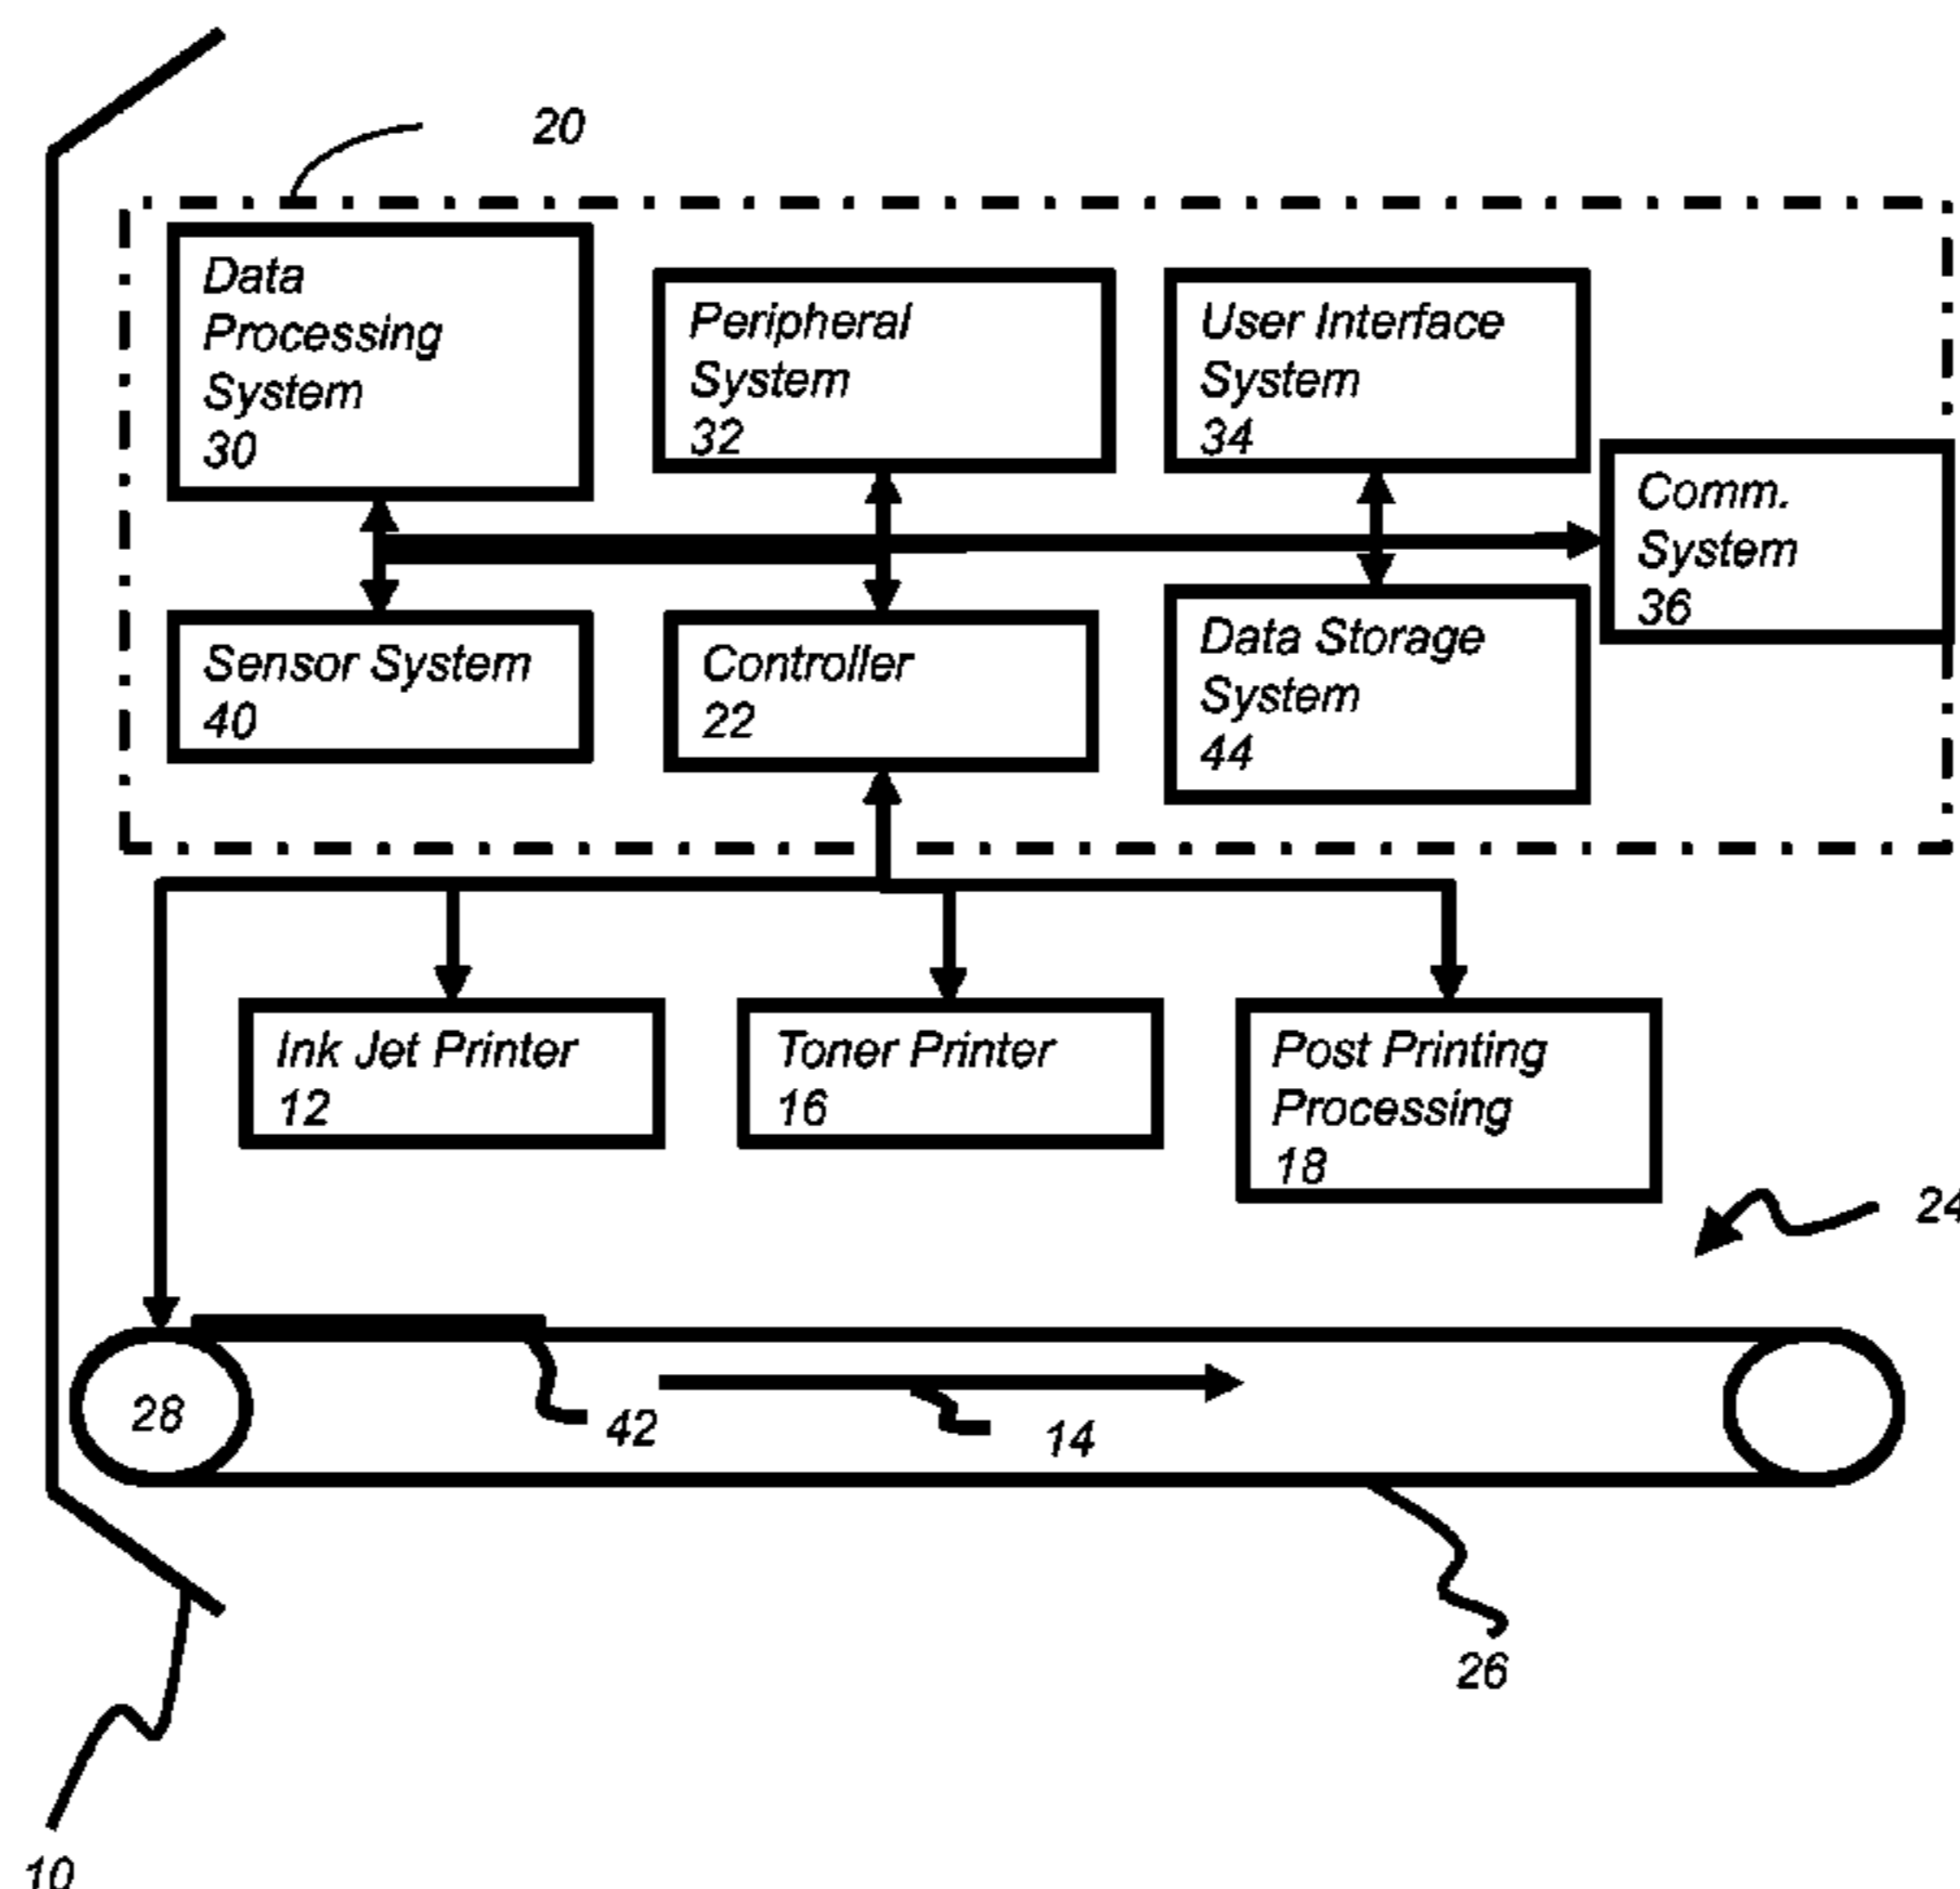 20
Data
Processing
System
30
Peripheral
System
32
User Interface
System
34
Comm.
System
36
Sensor System
40
Controller
22
Data Storage
System
44
Ink Jet Printer
12
Toner Printer
16
Post Printing
Processing
18
24
28
42
14
26
10